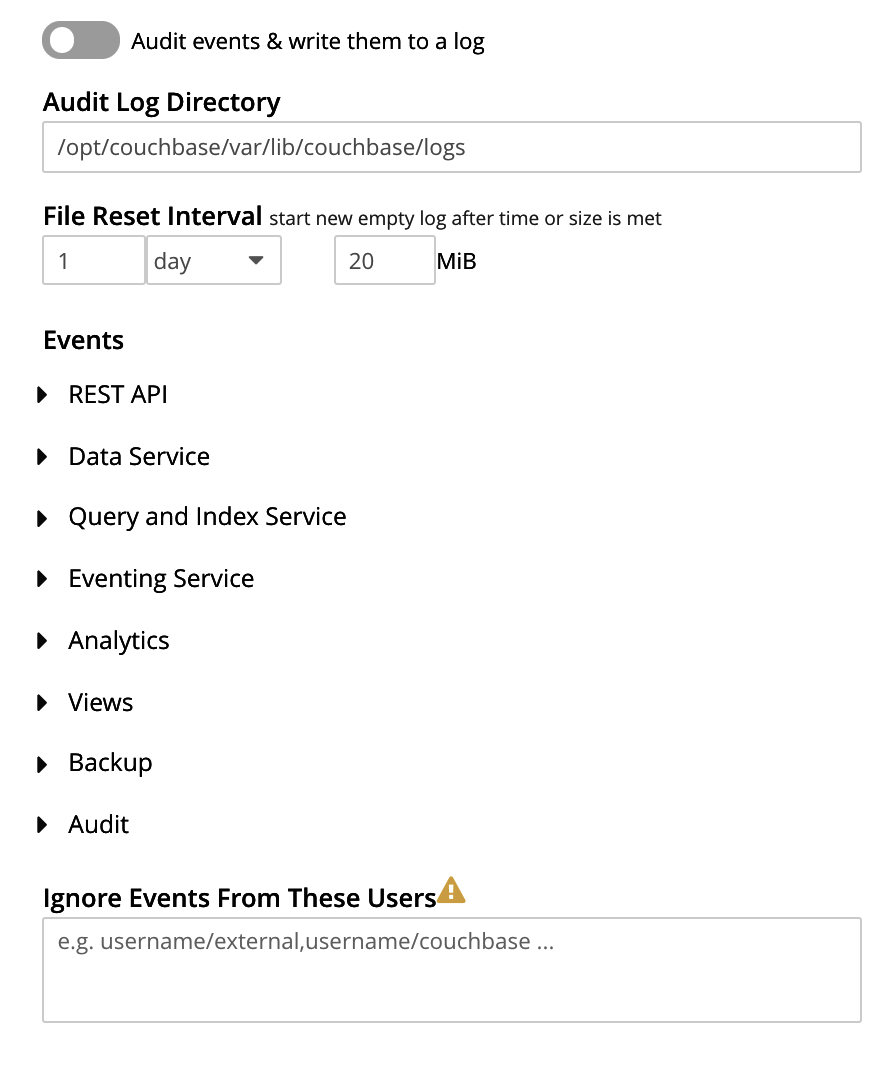 Audit events & write them to a log
Audit Log Directory
/opt/couchbase/var/lib/couchbase/logs
File Reset Interval start new empty log after time or size is met
1 day 20 MiB
Events
REST API
Data Service
Query and Index Service
Eventing Service
Analytics
Views
Backup
Audit
Ignore Events From These Users
e.g. username/external,username/couchbase ...